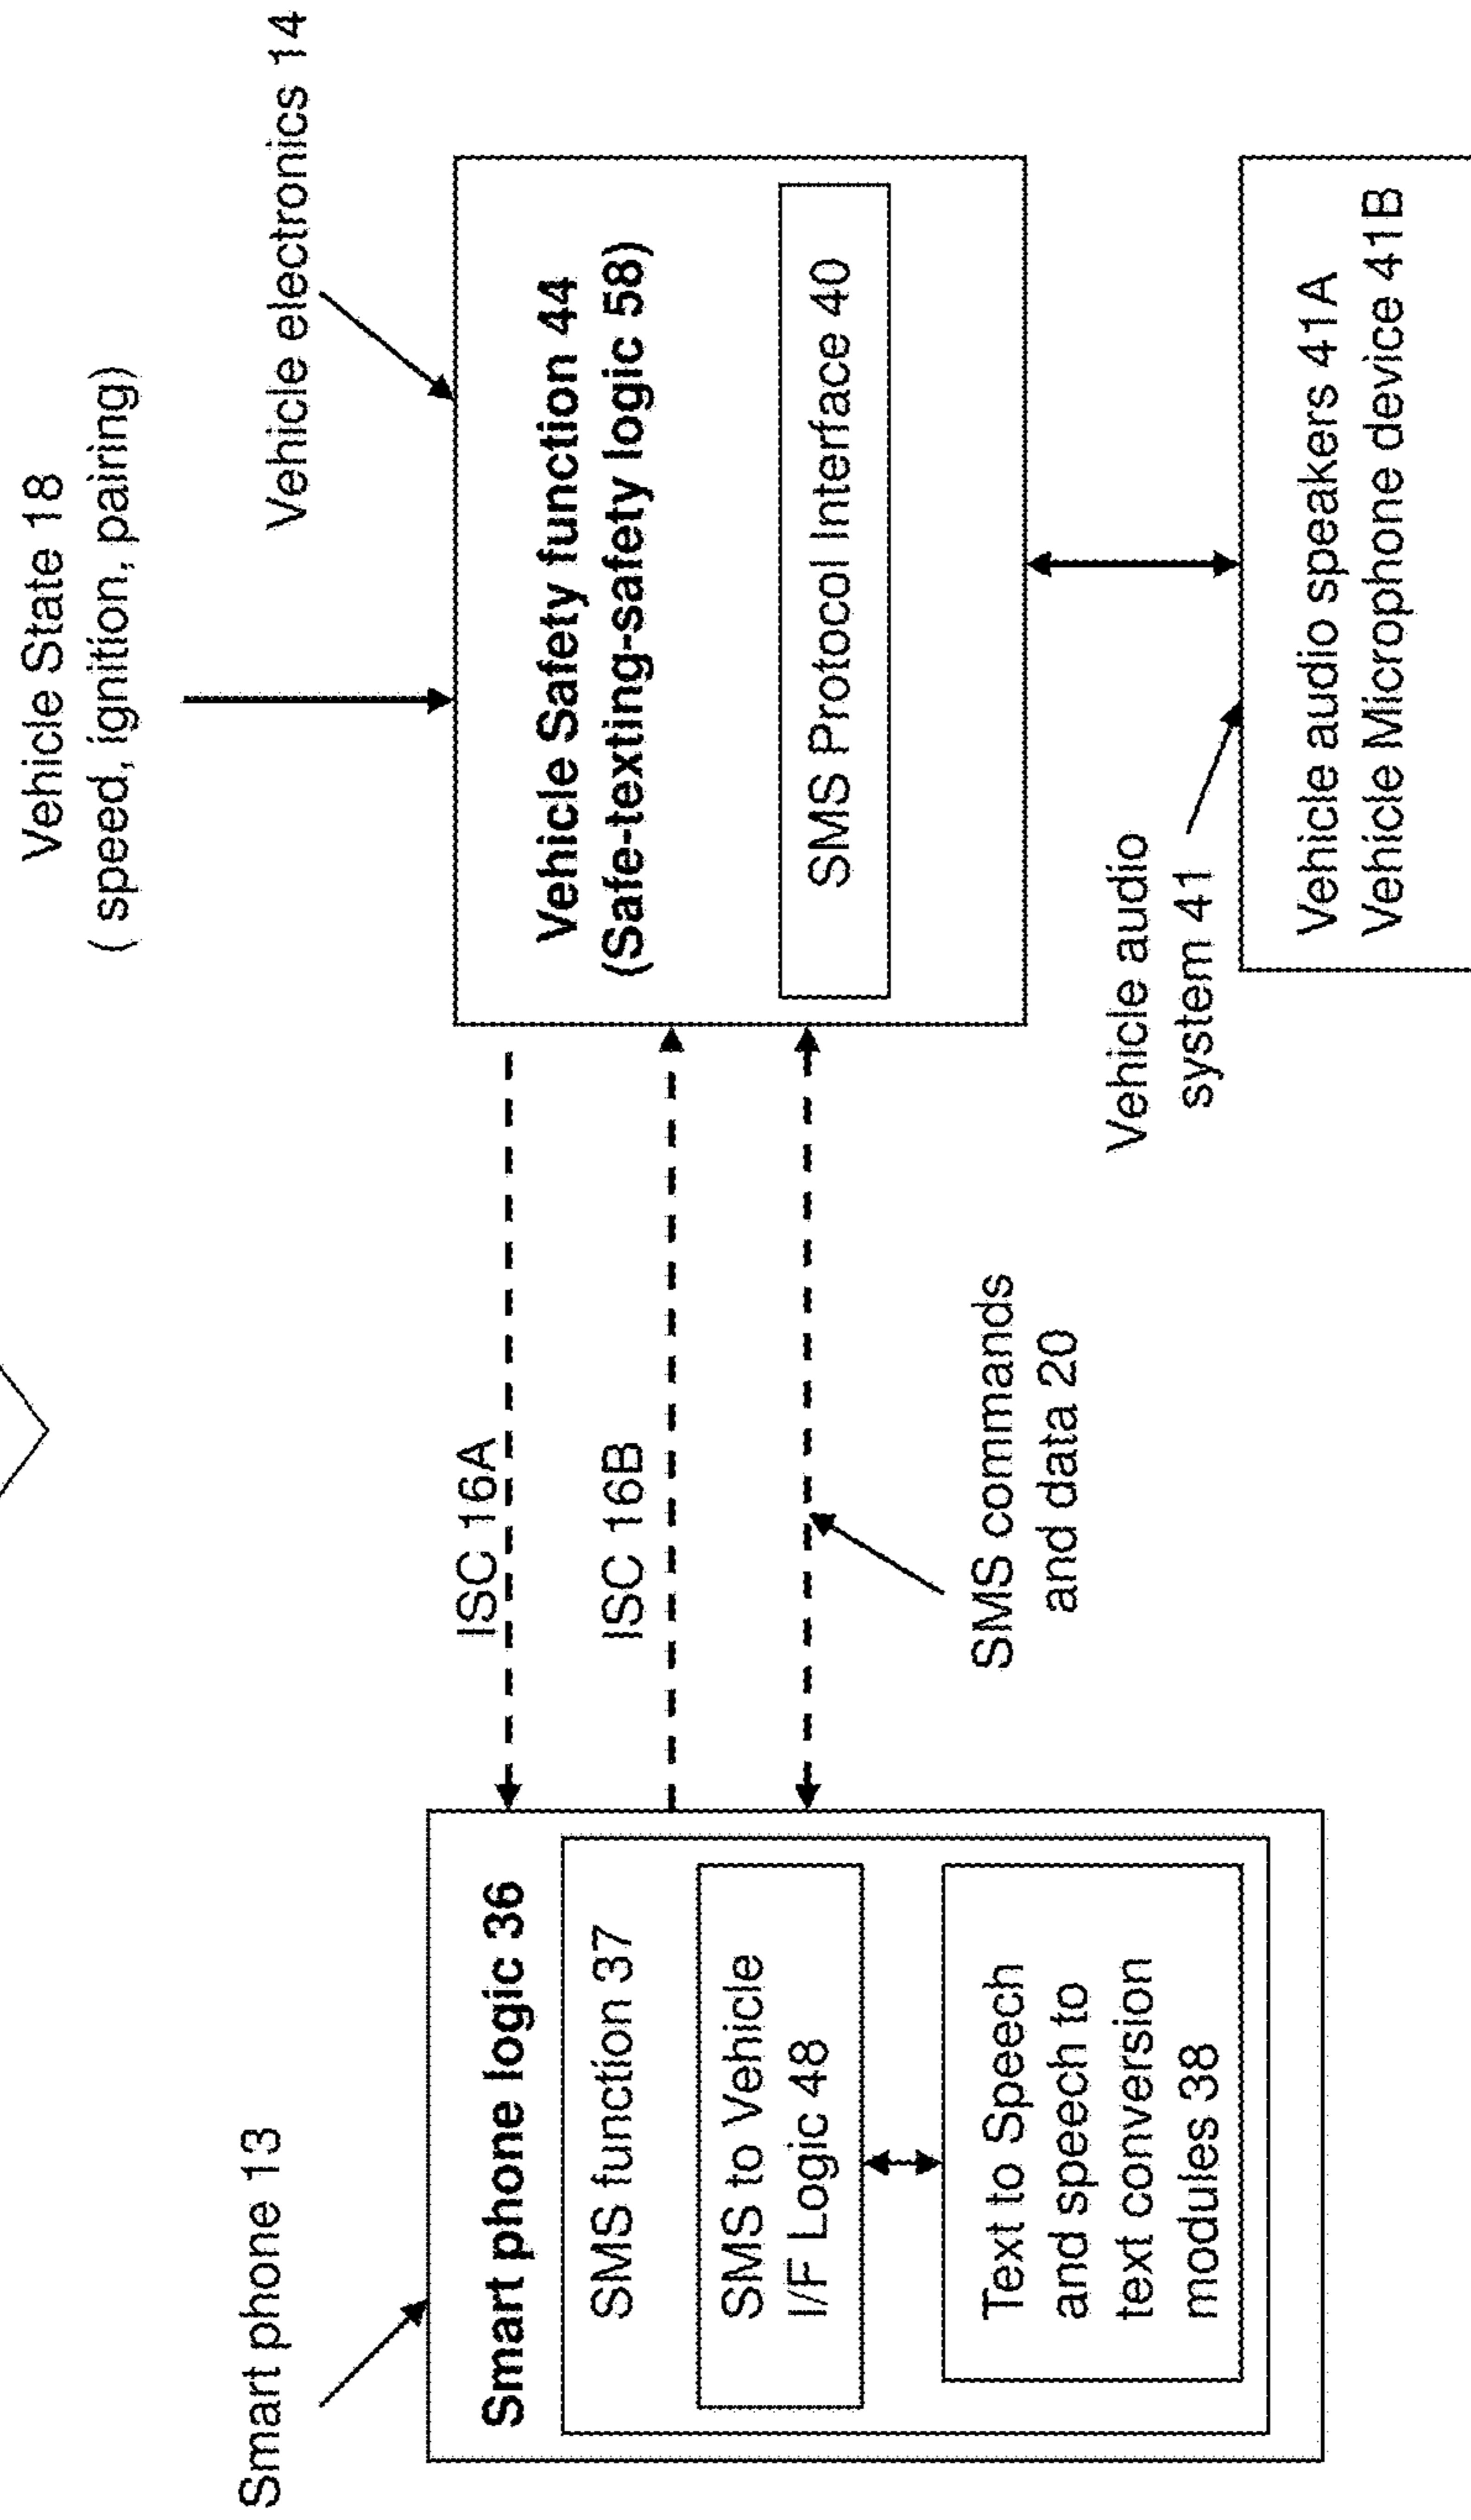 Smart phone 13
Smart phone logic 36
SMS function 37
SMS to Vehicle
I/F Logic 48
Text to Speech
and speech to
text conversion
modules 38
ISC 16A
ISC 16B
SMS commands
and data 20
Vehicle State 18
( speed, ignition, pairing)
Vehicle electronics 14
Vehicle Safety function 44
(Safe-texting-safety logic 58)
SMS Protocol Interface 40
Vehicle audio
system 41
Vehicle audio speakers 41A
Vehicle Microphone device 41B